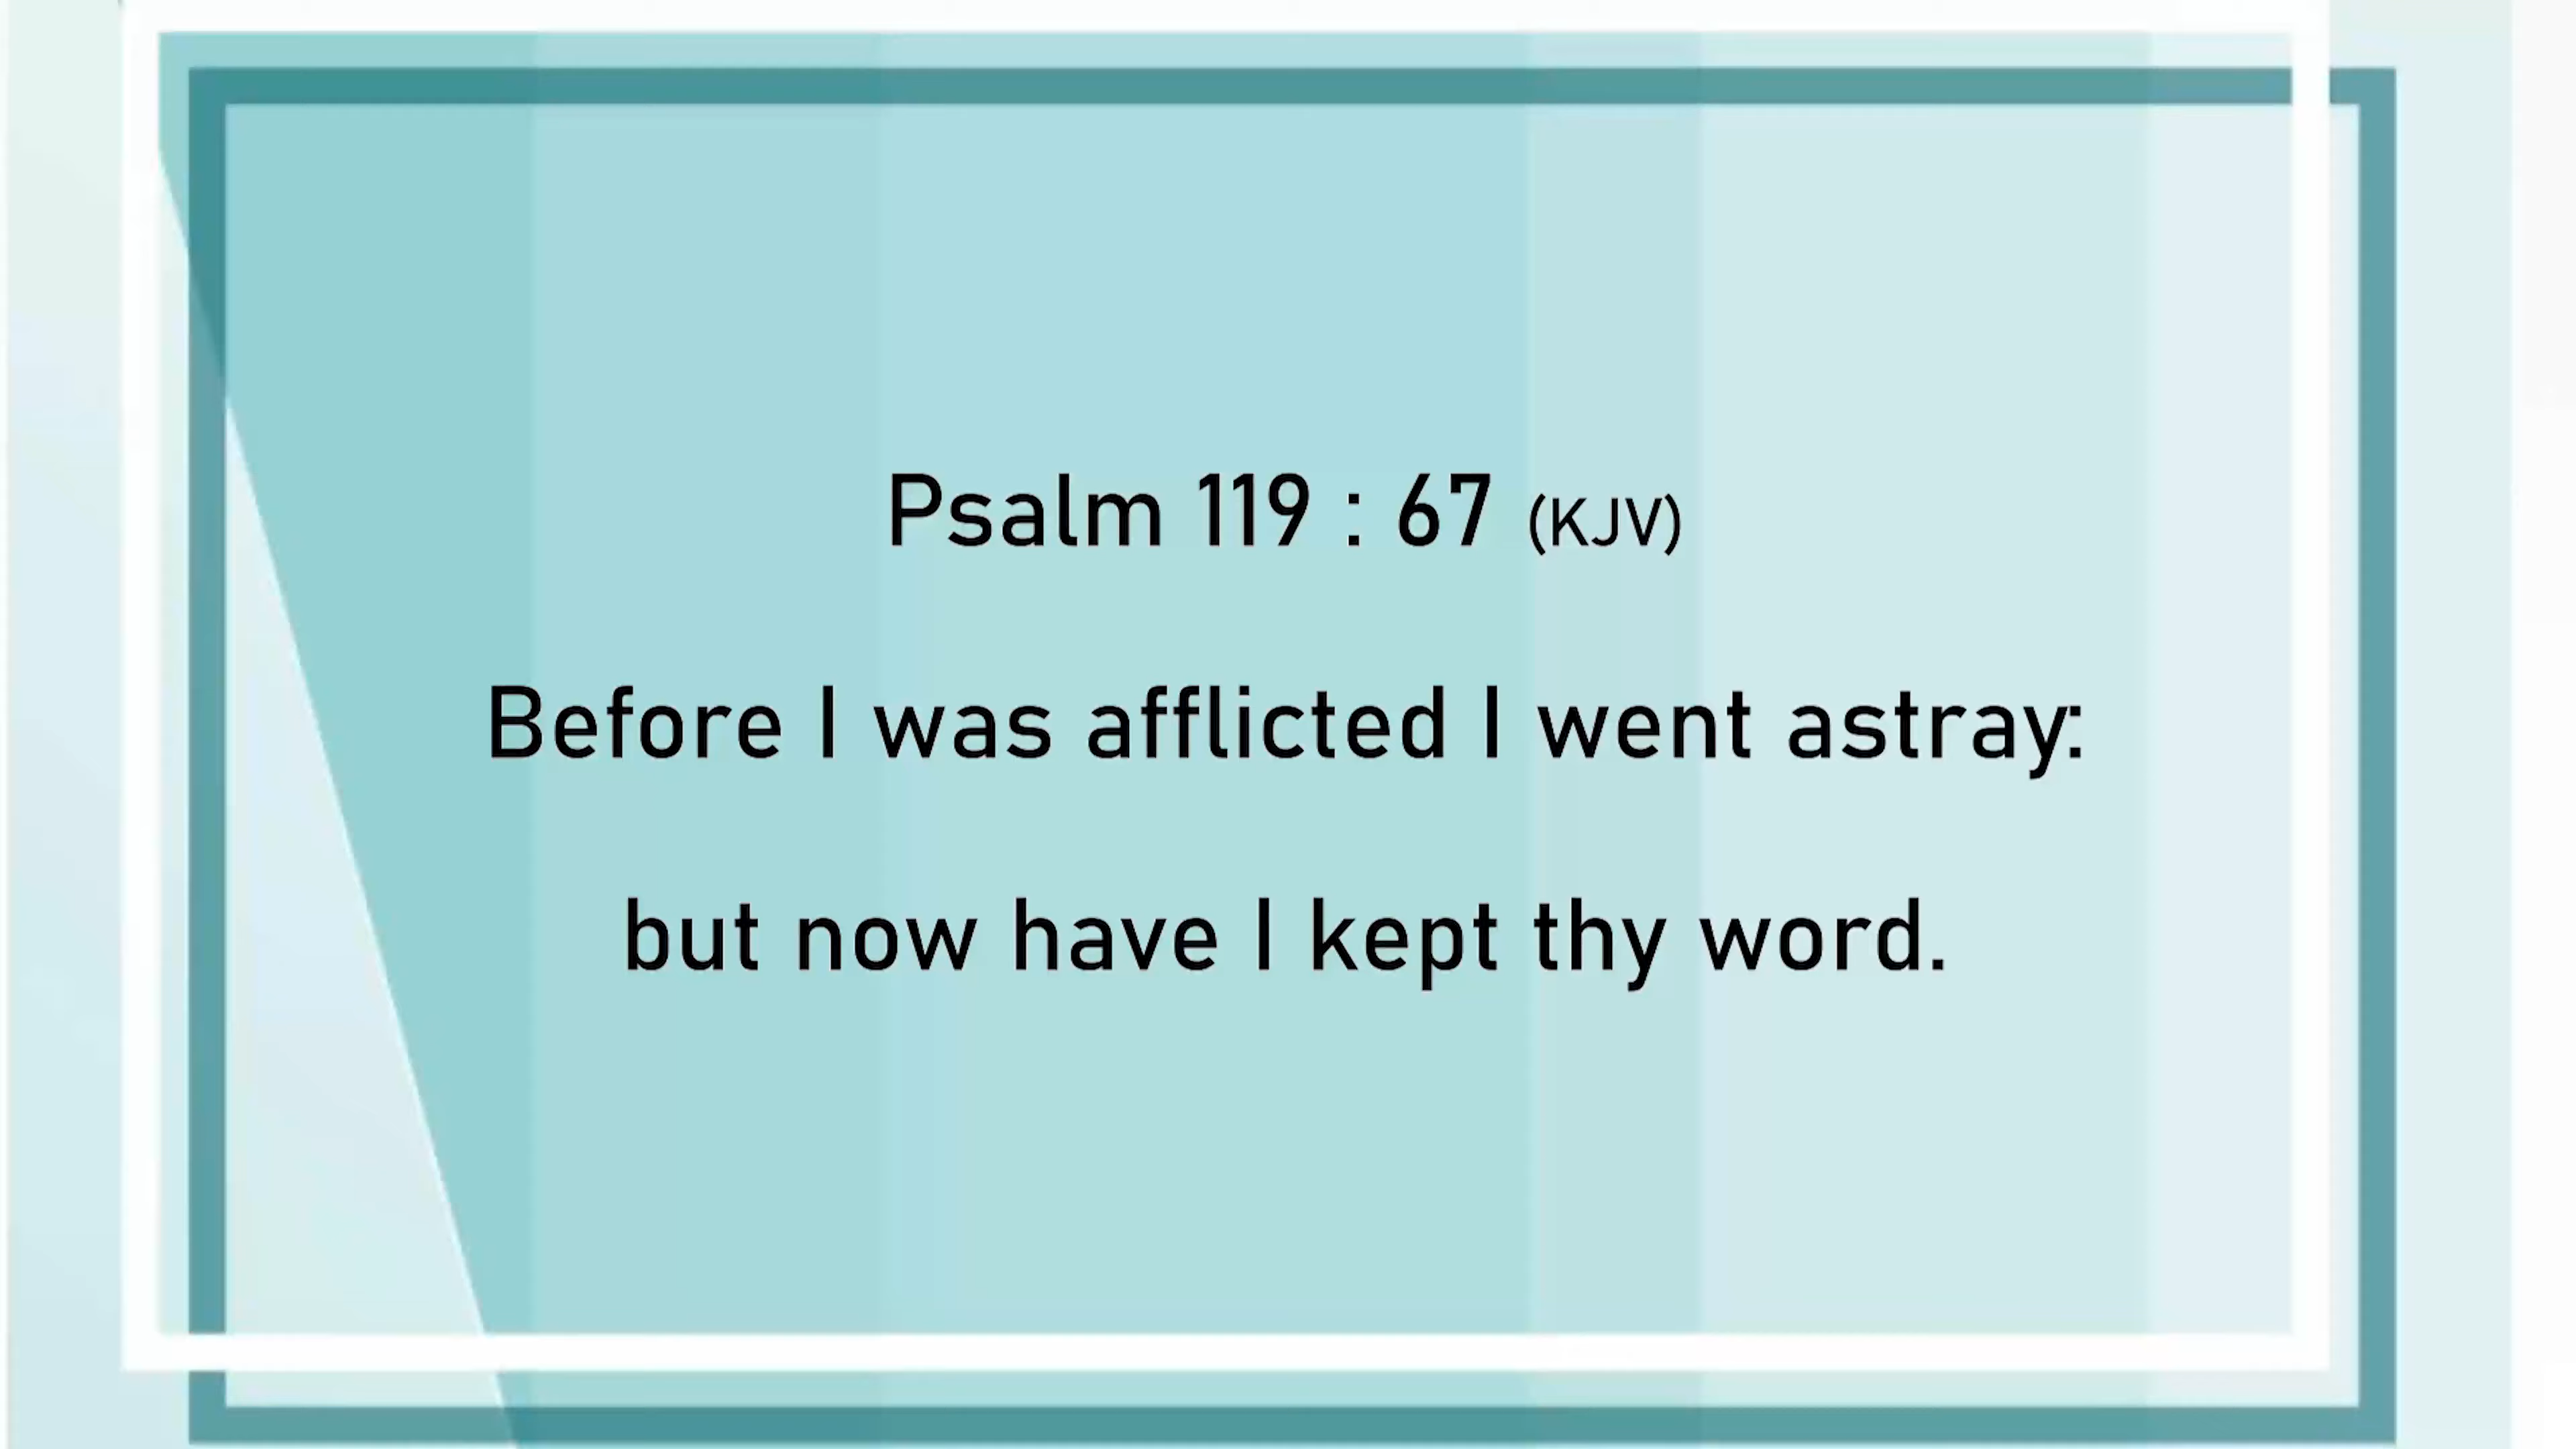 Psalm 119 : 67 (KJV)
Before I was afflicted I went astray:
but now have I kept thy word.